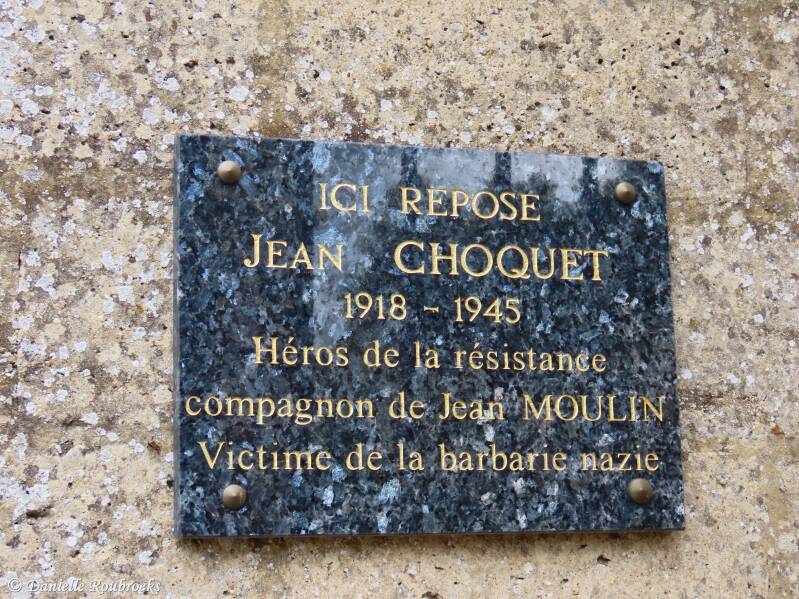 ICI REPOSE
JEAN CHOQUET
1918 - 1945
Héros de la résistance
compagnon de Jean MOULIN
Victime de la barbarie nazie
© Danielle Roubroeks